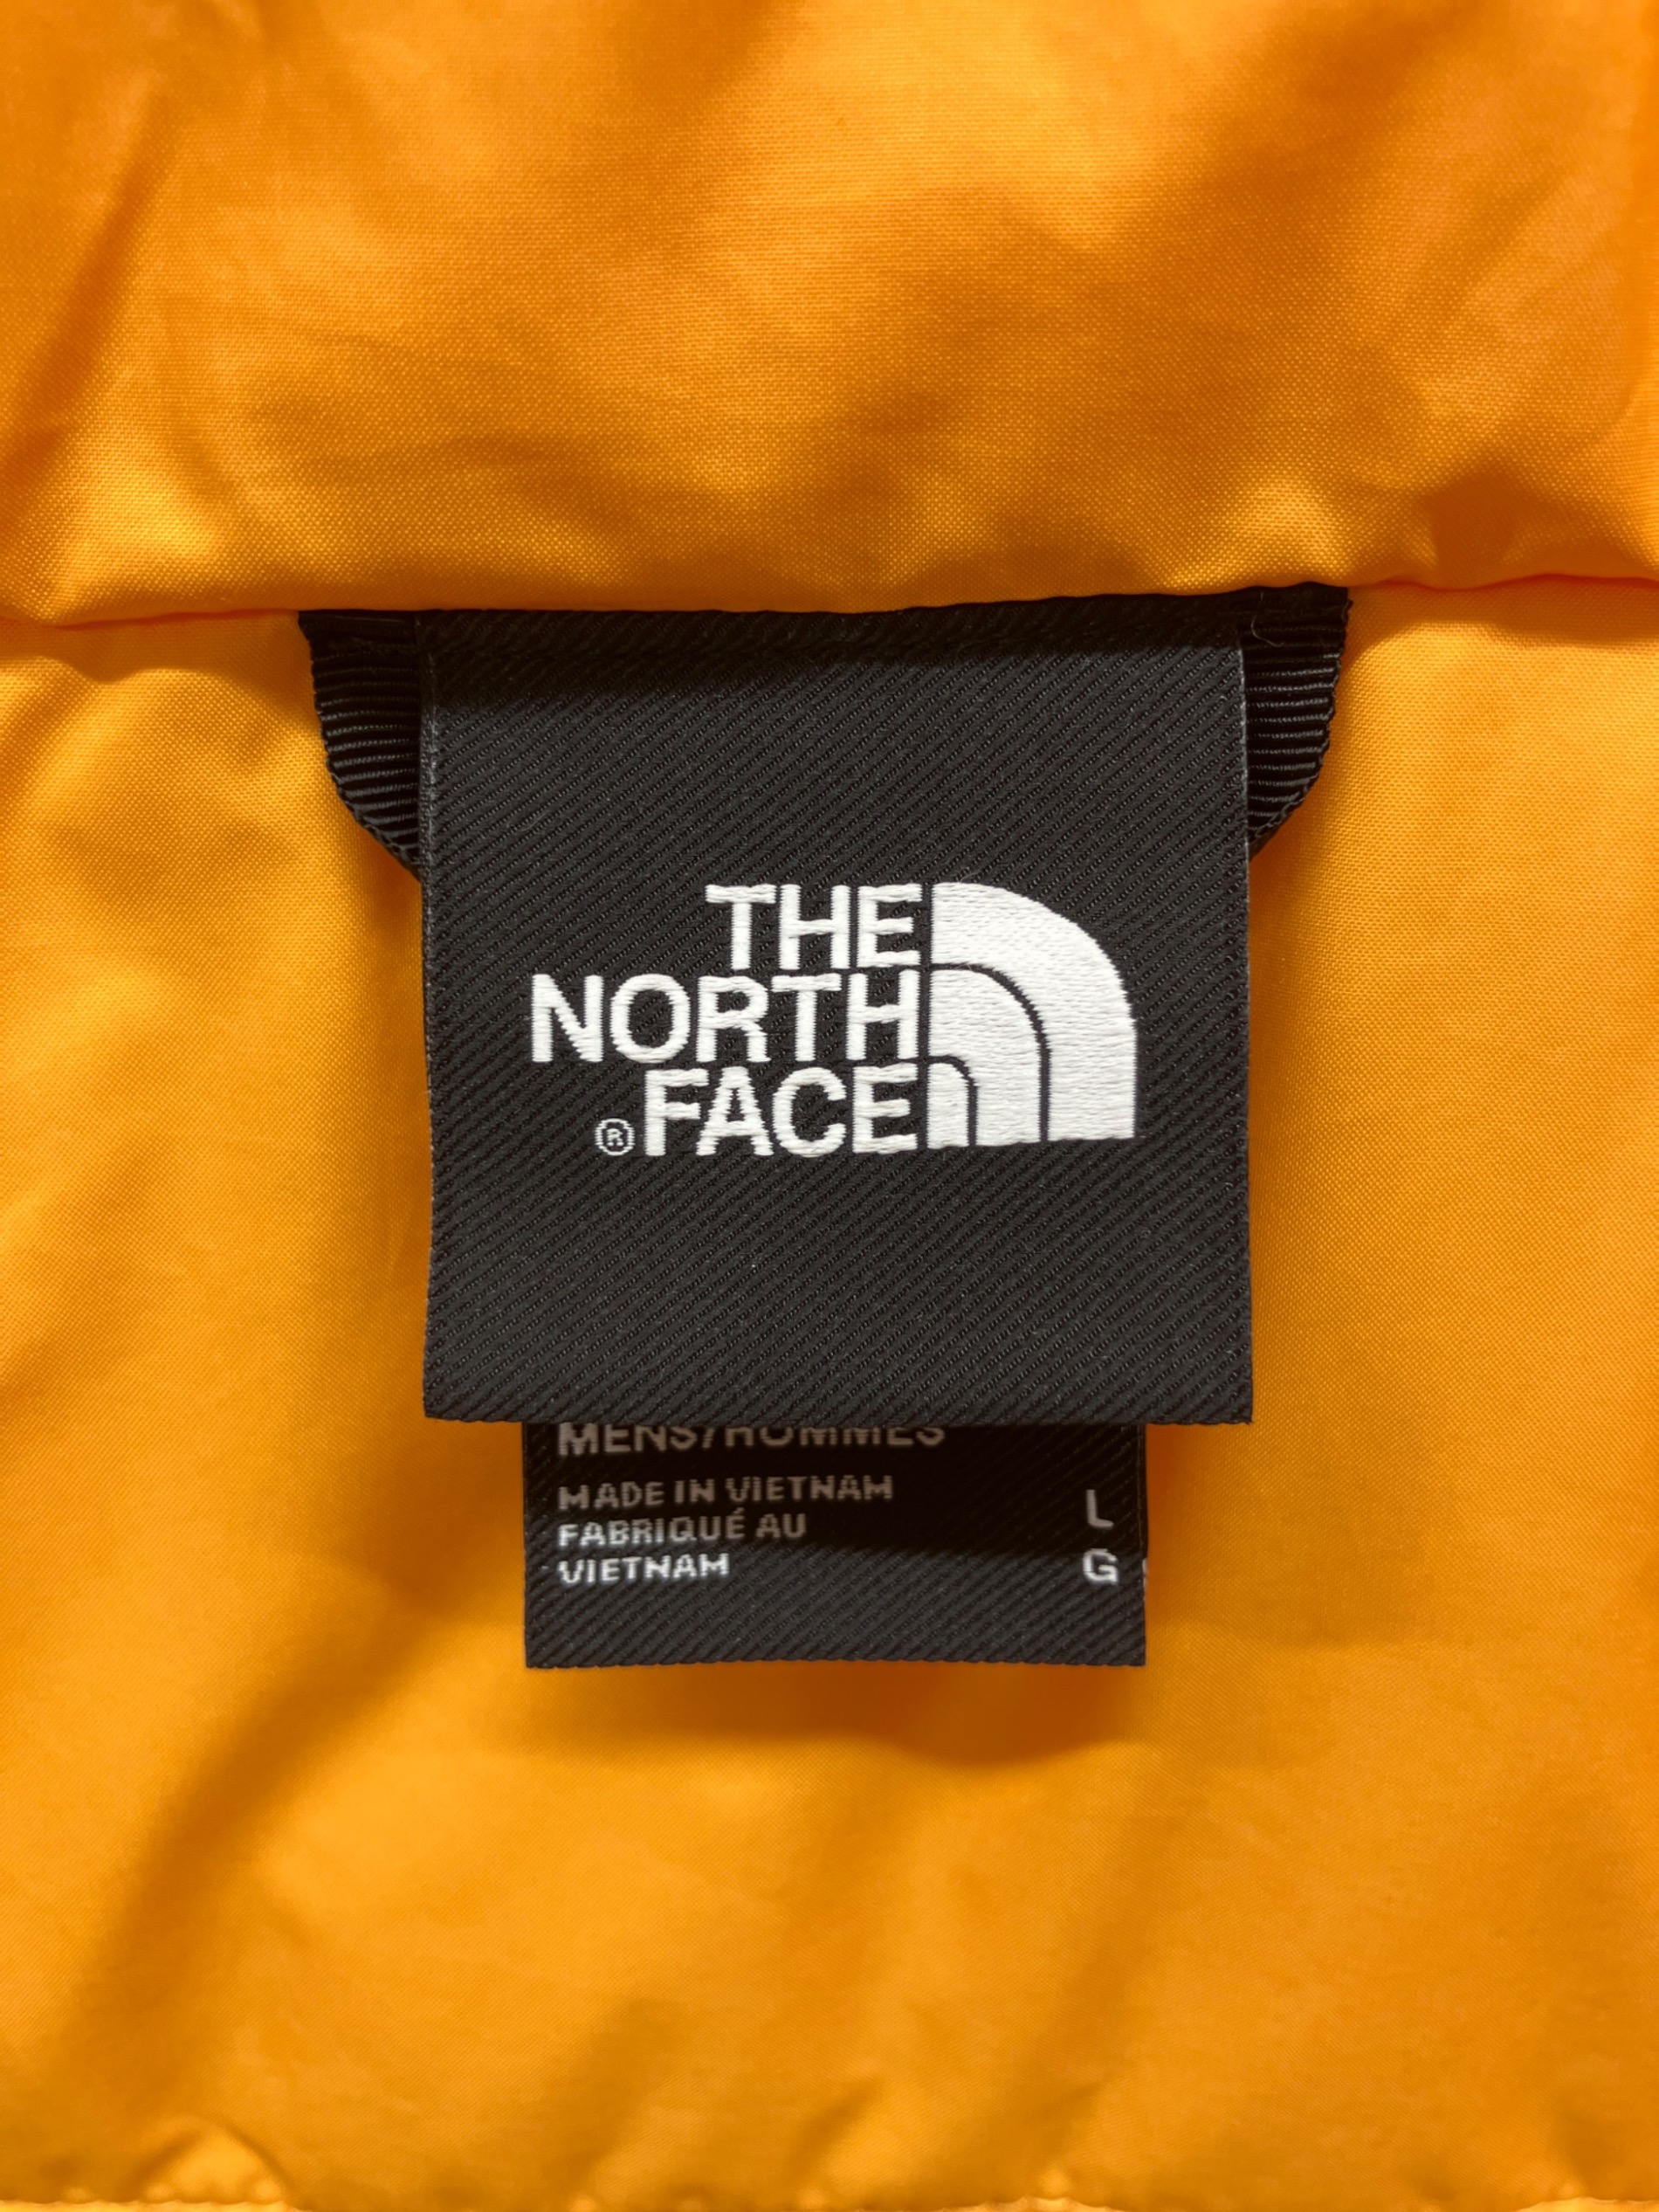 THE
NORTH
® FACE
MENS/HOMMES
MADE IN VIETNAM
FABRIQUÉ AU
VIETNAM
L
G